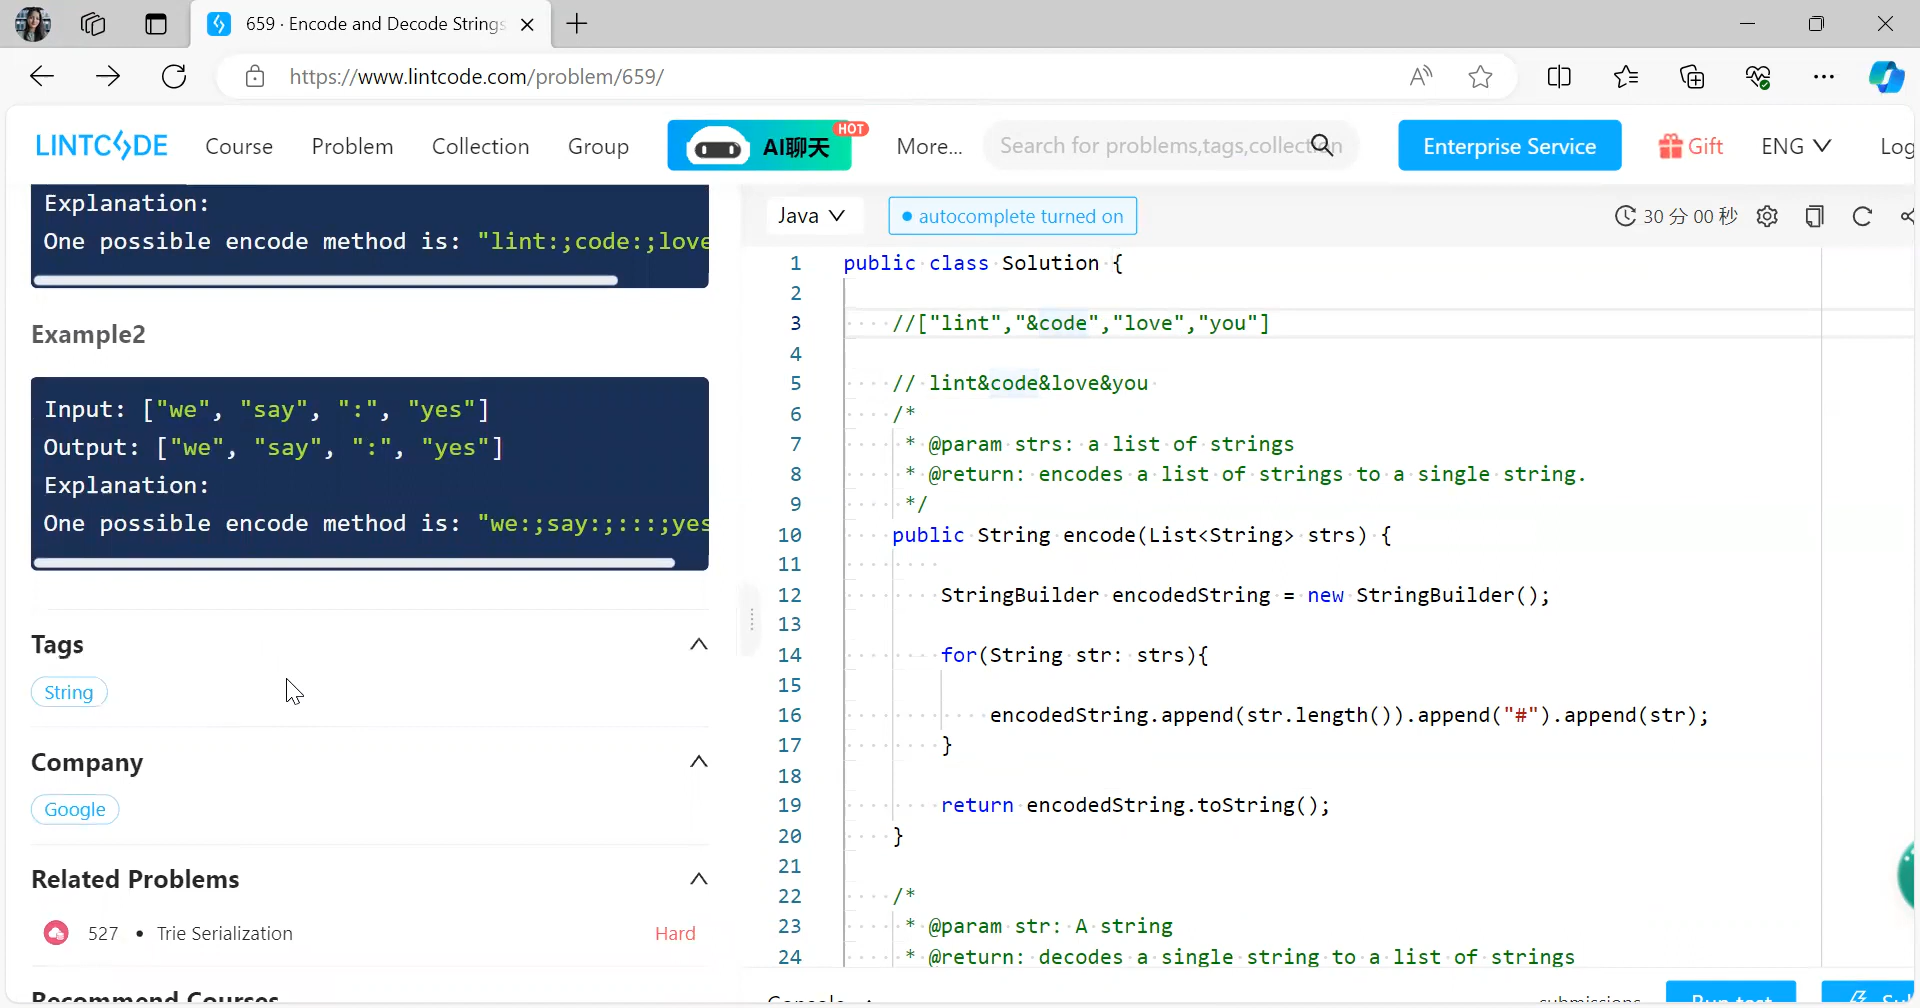 659 · Encode and Decode Strings
https://www.lintcode.com/problem/659/
LINTCODE Course Problem Collection Group AI聊天 HOT More... Search for problems,tags,collection Enterprise Service Gift ENG Log
Explanation:
One possible encode method is: "lint:;code:;love
Example2
Input: ["we", "say", ":", "yes"]
Output: ["we", "say", ":", "yes"]
Explanation:
One possible encode method is: "we:;say:;:::;yes
Tags
String
Company
Google
Related Problems
527 • Trie Serialization Hard
Recommend Courses
Java autocomplete turned on 30 分 00 秒
1 public class Solution {
2
3 //["lint","&code","love","you"]
4
5 // lint&code&love&you
6 /*
7 * @param strs: a list of strings
8 * @return: encodes a list of strings to a single string.
9 */
10 public String encode(List<String> strs) {
11
12 StringBuilder encodedString = new StringBuilder();
13
14 for(String str: strs){
15
16 encodedString.append(str.length()).append("#").append(str);
17 }
18
19 return encodedString.toString();
20 }
21
22 /*
23 * @param str: A string
24 * @return: decodes a single string to a list of strings
Console submissions Run test Su